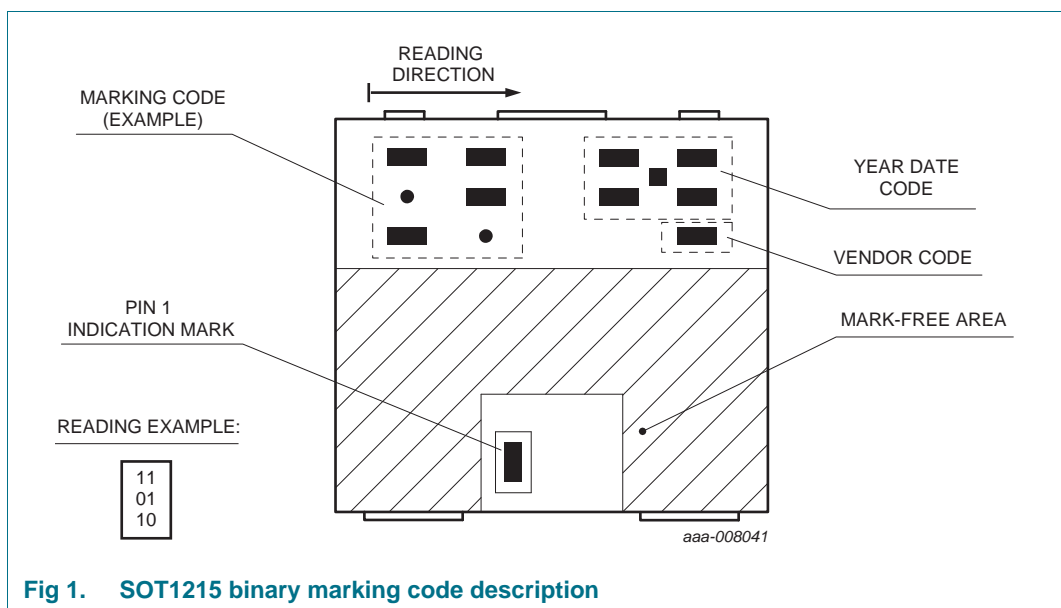 READING
DIRECTION
MARKING CODE
(EXAMPLE)
YEAR DATE
CODE
VENDOR CODE
PIN 1
INDICATION MARK
MARK-FREE AREA
READING EXAMPLE:
11
01
10
aaa-008041
Fig 1. SOT1215 binary marking code description